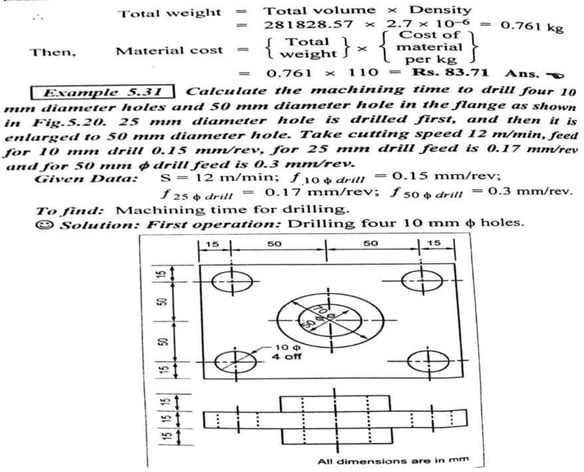 ∴ Total weight = Total volume × Density
= 281828.57 × 2.7 × 10⁻⁶ = 0.761 kg
Then, Material cost = { Total weight } × { Cost of material per kg }
= 0.761 × 110 = Rs. 83.71 Ans.
Example 5.31 Calculate the machining time to drill four 10
mm diameter holes and 50 mm diameter hole in the flange as shown
in Fig.5.20. 25 mm diameter hole is drilled first, and then it is
enlarged to 50 mm diameter hole. Take cutting speed 12 m/min, feed
for 10 mm drill 0.15 mm/rev, for 25 mm drill feed is 0.17 mm/rev
and for 50 mm ϕ drill feed is 0.3 mm/rev.
Given Data: S = 12 m/min; f 10 ϕ drill = 0.15 mm/rev;
f 25 ϕ drill = 0.17 mm/rev; f 50 ϕ drill = 0.3 mm/rev.
To find: Machining time for drilling.
☺ Solution: First operation: Drilling four 10 mm ϕ holes.
15 50 50 15
15
50
70
50 ϕ
50
10 ϕ
4 off
15
15
15
15
All dimensions are in mm